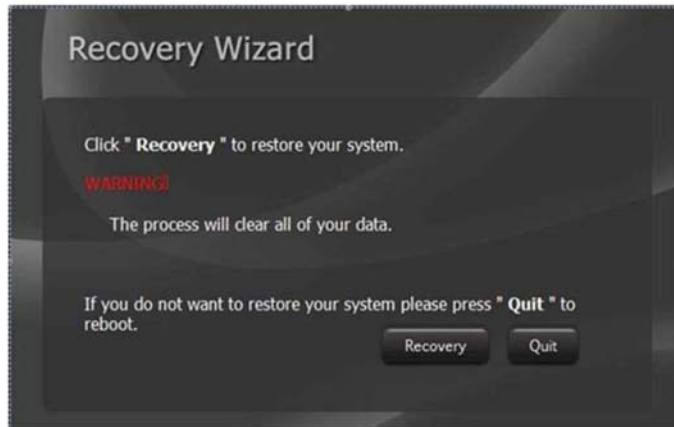 Recovery Wizard
Click " Recovery " to restore your system.
WARNING!
The process will clear all of your data.
If you do not want to restore your system please press " Quit " to
reboot.
Recovery Quit